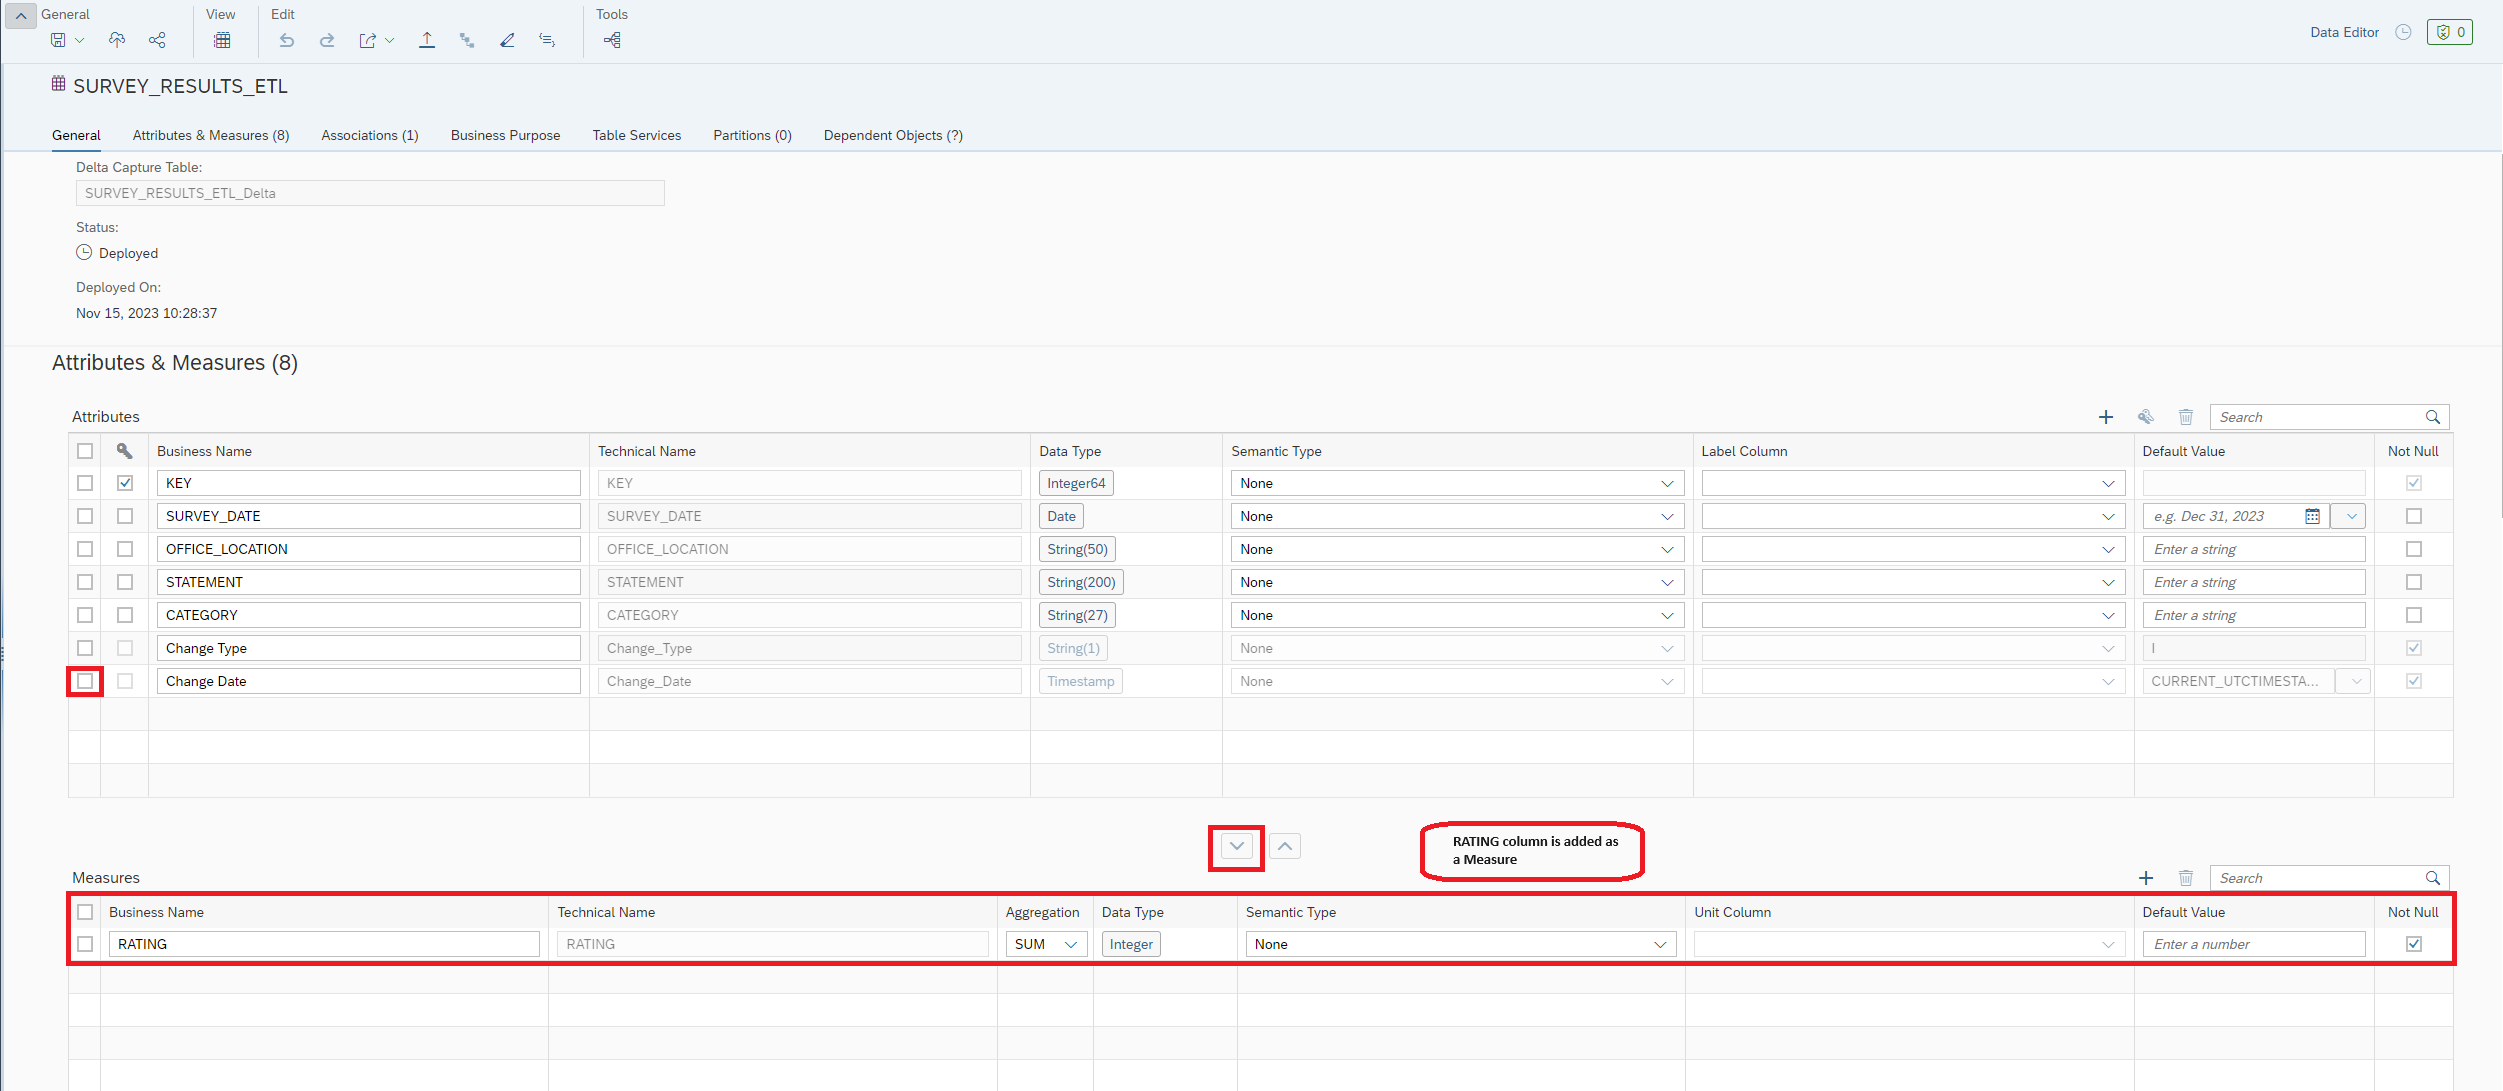 General View Edit Tools
Data Editor 0
SURVEY_RESULTS_ETL
General Attributes & Measures (8) Associations (1) Business Purpose Table Services Partitions (0) Dependent Objects (?)
Delta Capture Table:
SURVEY_RESULTS_ETL_Delta
Status:
Deployed
Deployed On:
Nov 15, 2023 10:28:37
Attributes & Measures (8)
Attributes Search
Business Name Technical Name Data Type Semantic Type Label Column Default Value Not Null
KEY KEY Integer64 None
SURVEY_DATE SURVEY_DATE Date None e.g. Dec 31, 2023
OFFICE_LOCATION OFFICE_LOCATION String(50) None Enter a string
STATEMENT STATEMENT String(200) None Enter a string
CATEGORY CATEGORY String(27) None Enter a string
Change Type Change_Type String(1) None I
Change Date Change_Date Timestamp None CURRENT_UTCTIMESTA...
RATING column is added as
a Measure
Measures Search
Business Name Technical Name Aggregation Data Type Semantic Type Unit Column Default Value Not Null
RATING RATING SUM Integer None Enter a number